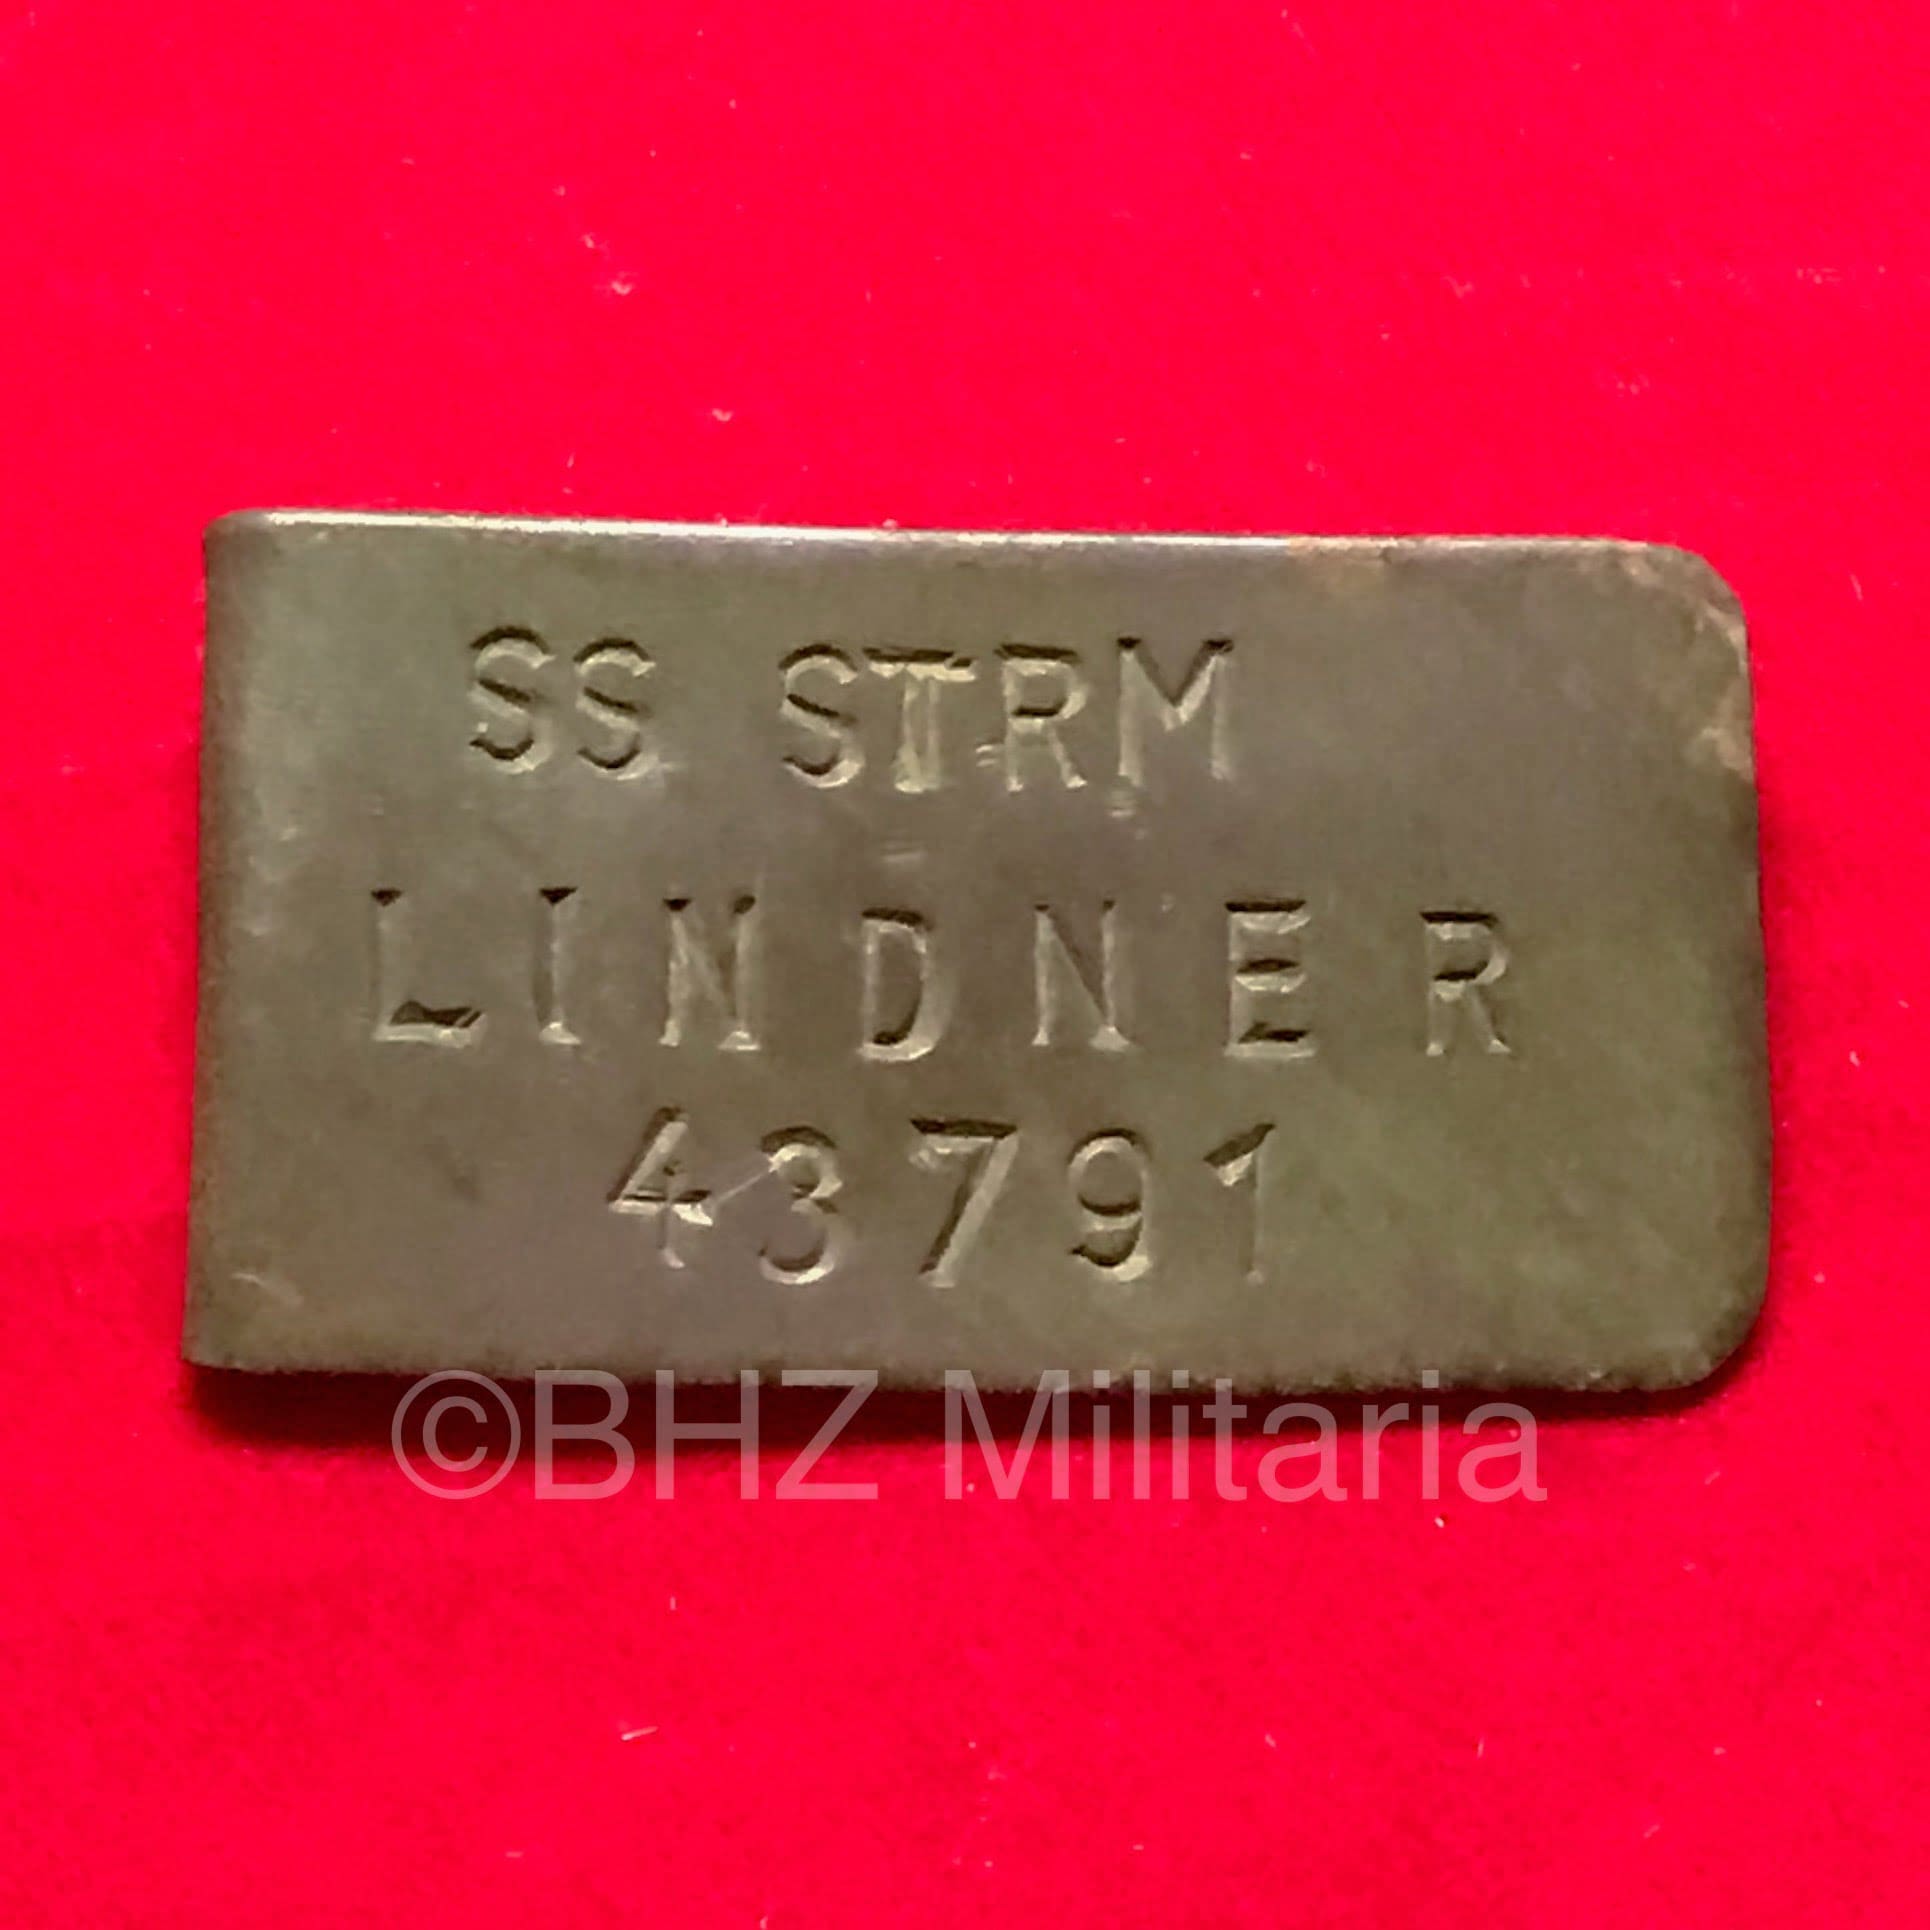 SS STRM
LINDNER
43791
©BHZ Militaria